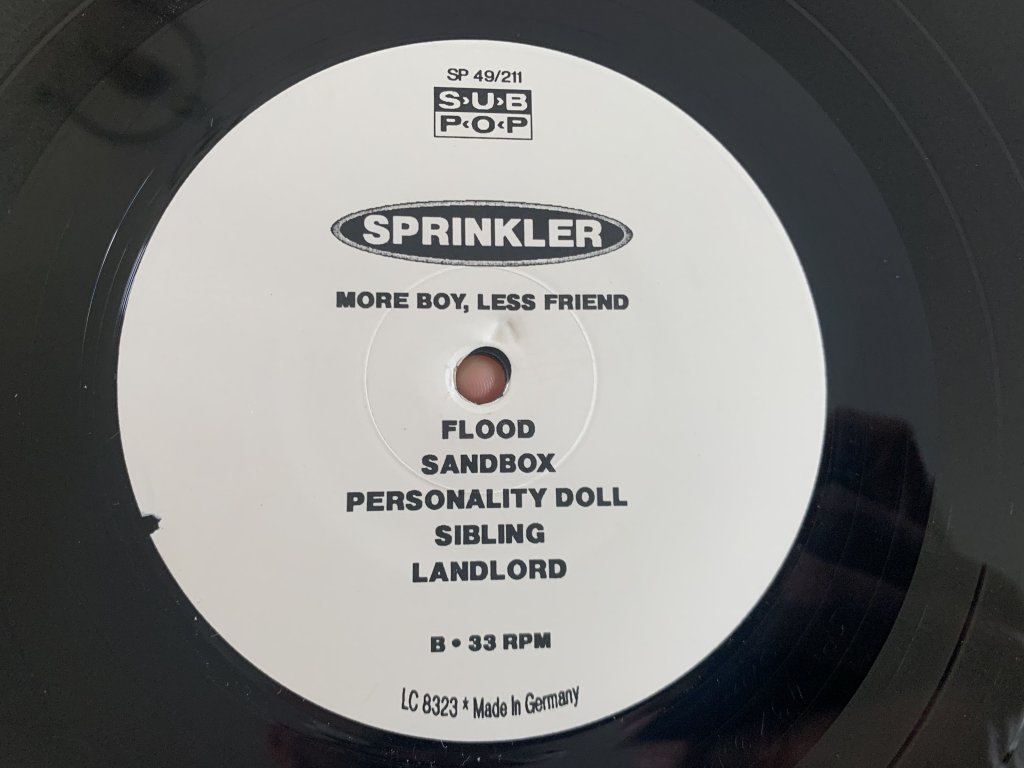 SP 49/211
S›U›B
P‹O‹P
SPRINKLER
MORE BOY, LESS FRIEND
FLOOD
SANDBOX
PERSONALITY DOLL
SIBLING
LANDLORD
B • 33 RPM
LC 8323 * Made In Germany